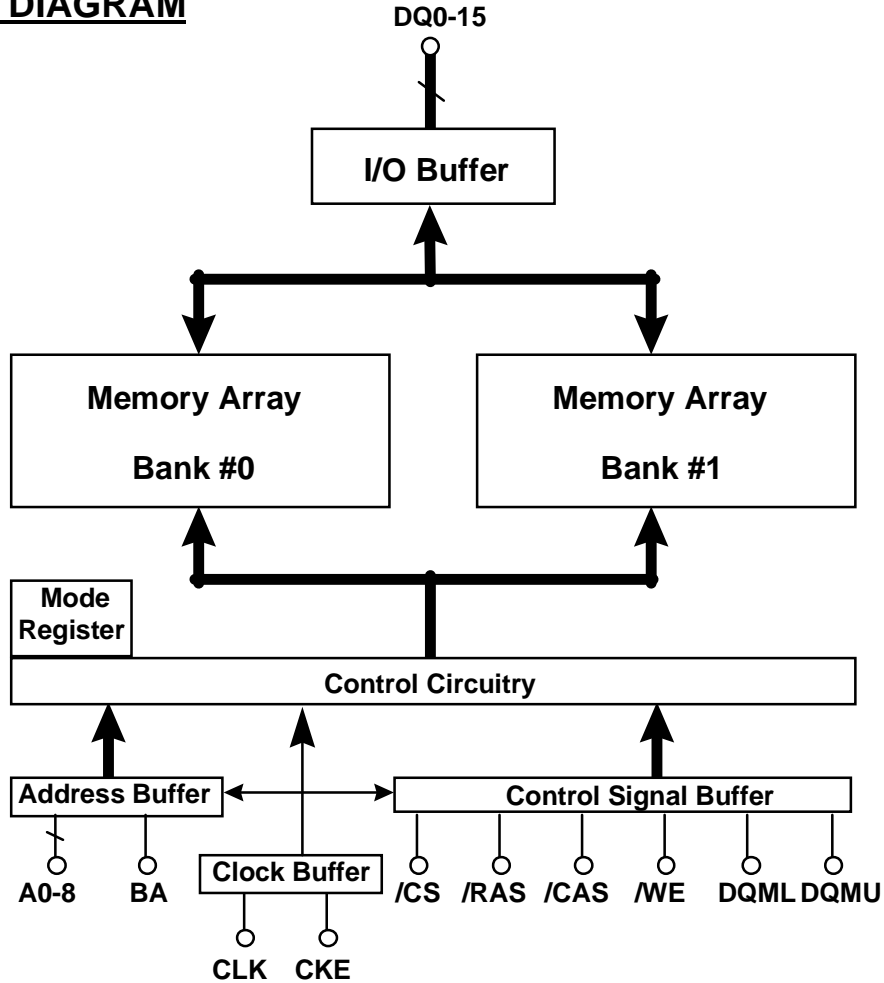 DIAGRAM
DQ0-15
I/O Buffer
Memory Array
Bank #0
Memory Array
Bank #1
Mode
Register
Control Circuitry
Address Buffer
Control Signal Buffer
A0-8
BA
Clock Buffer
/CS
/RAS
/CAS
/WE
DQML
DQMU
CLK
CKE